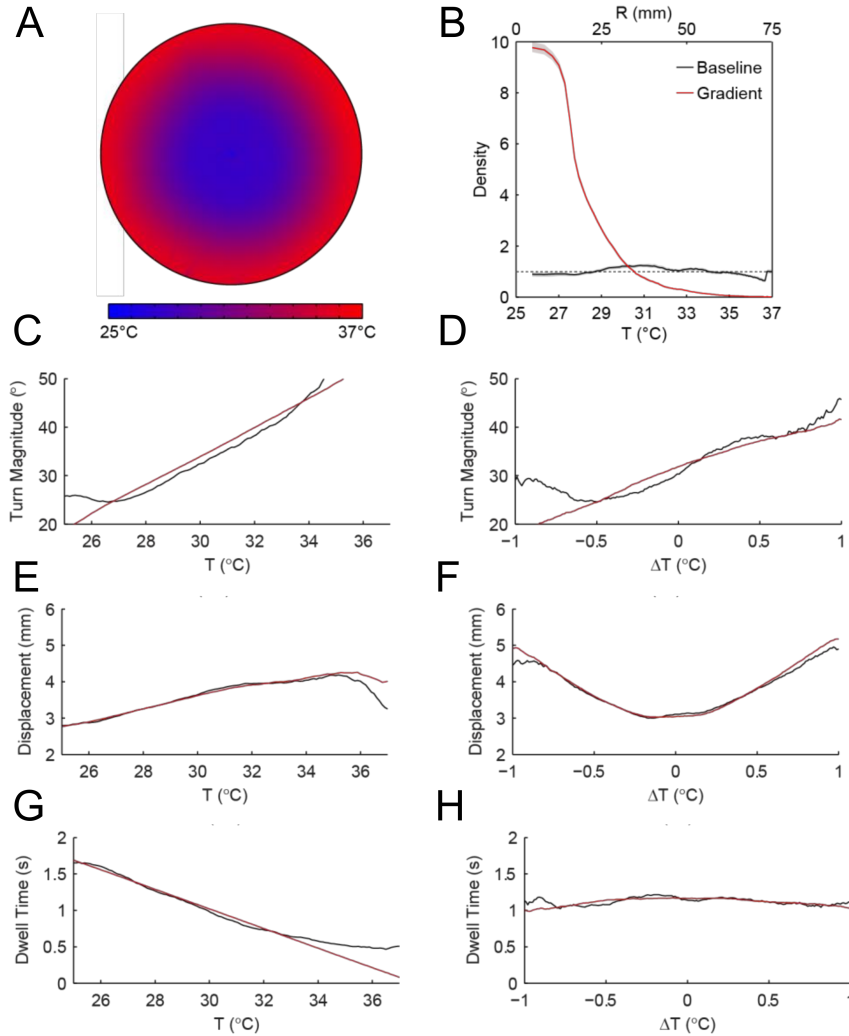 A
25°C 37°C
B
R (mm)
0 25 50 75
Baseline
Gradient
Density
10
8
6
4
2
0
25 27 29 31 33 35 37
T (°C)
C
Turn Magnitude (°)
50
40
30
20
26 28 30 32 34 36
T (°C)
D
Turn Magnitude (°)
50
40
30
20
−1 −0.5 0 0.5 1
ΔT (°C)
E
Displacement (mm)
6
5
4
3
2
26 28 30 32 34 36
T (°C)
F
Displacement (mm)
6
5
4
3
2
−1 −0.5 0 0.5 1
ΔT (°C)
G
Dwell Time (s)
2
1.5
1
0.5
0
26 28 30 32 34 36
T (°C)
H
Dwell Time (s)
2
1.5
1
0.5
0
−1 −0.5 0 0.5 1
ΔT (°C)